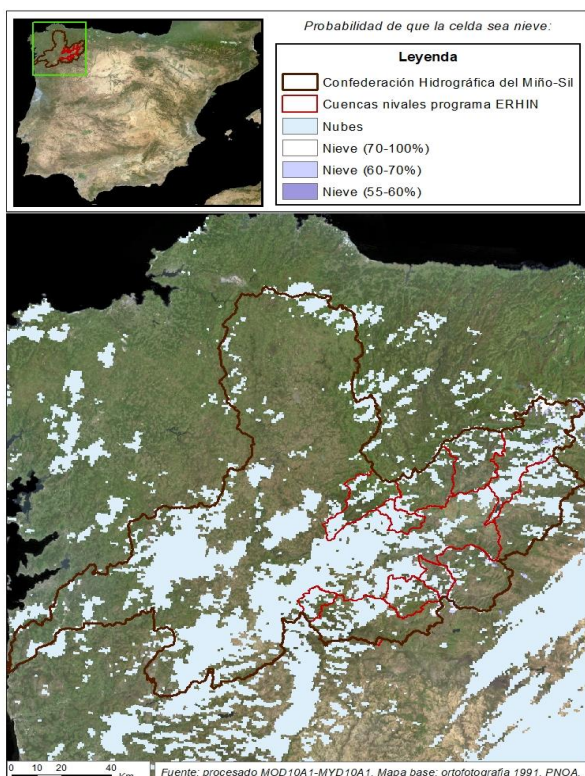 Probabilidad de que la celda sea nieve:
Leyenda
Confederación Hidrográfica del Miño-Sil
Cuencas nivales programa ERHIN
Nubes
Nieve (70-100%)
Nieve (60-70%)
Nieve (55-60%)
0 10 20 40
Km
Fuente: procesado MOD10A1-MYD10A1. Mapa base: ortofotografía 1991, PNOA